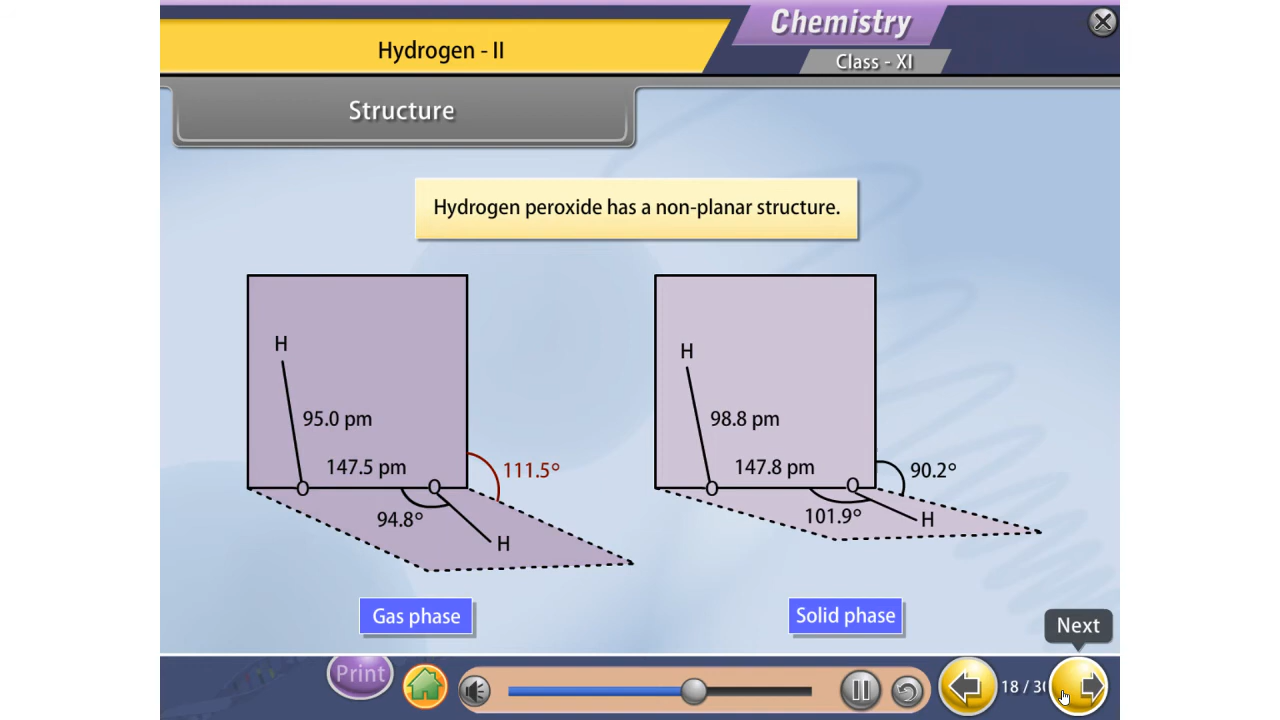 Chemistry
Hydrogen - II
Class - XI
Structure
Hydrogen peroxide has a non-planar structure.
H
95.0 pm
147.5 pm
O
O
111.5°
94.8°
H
Gas phase
H
98.8 pm
147.8 pm
O
O
90.2°
101.9°
H
Solid phase
Next
Print
18 / 30